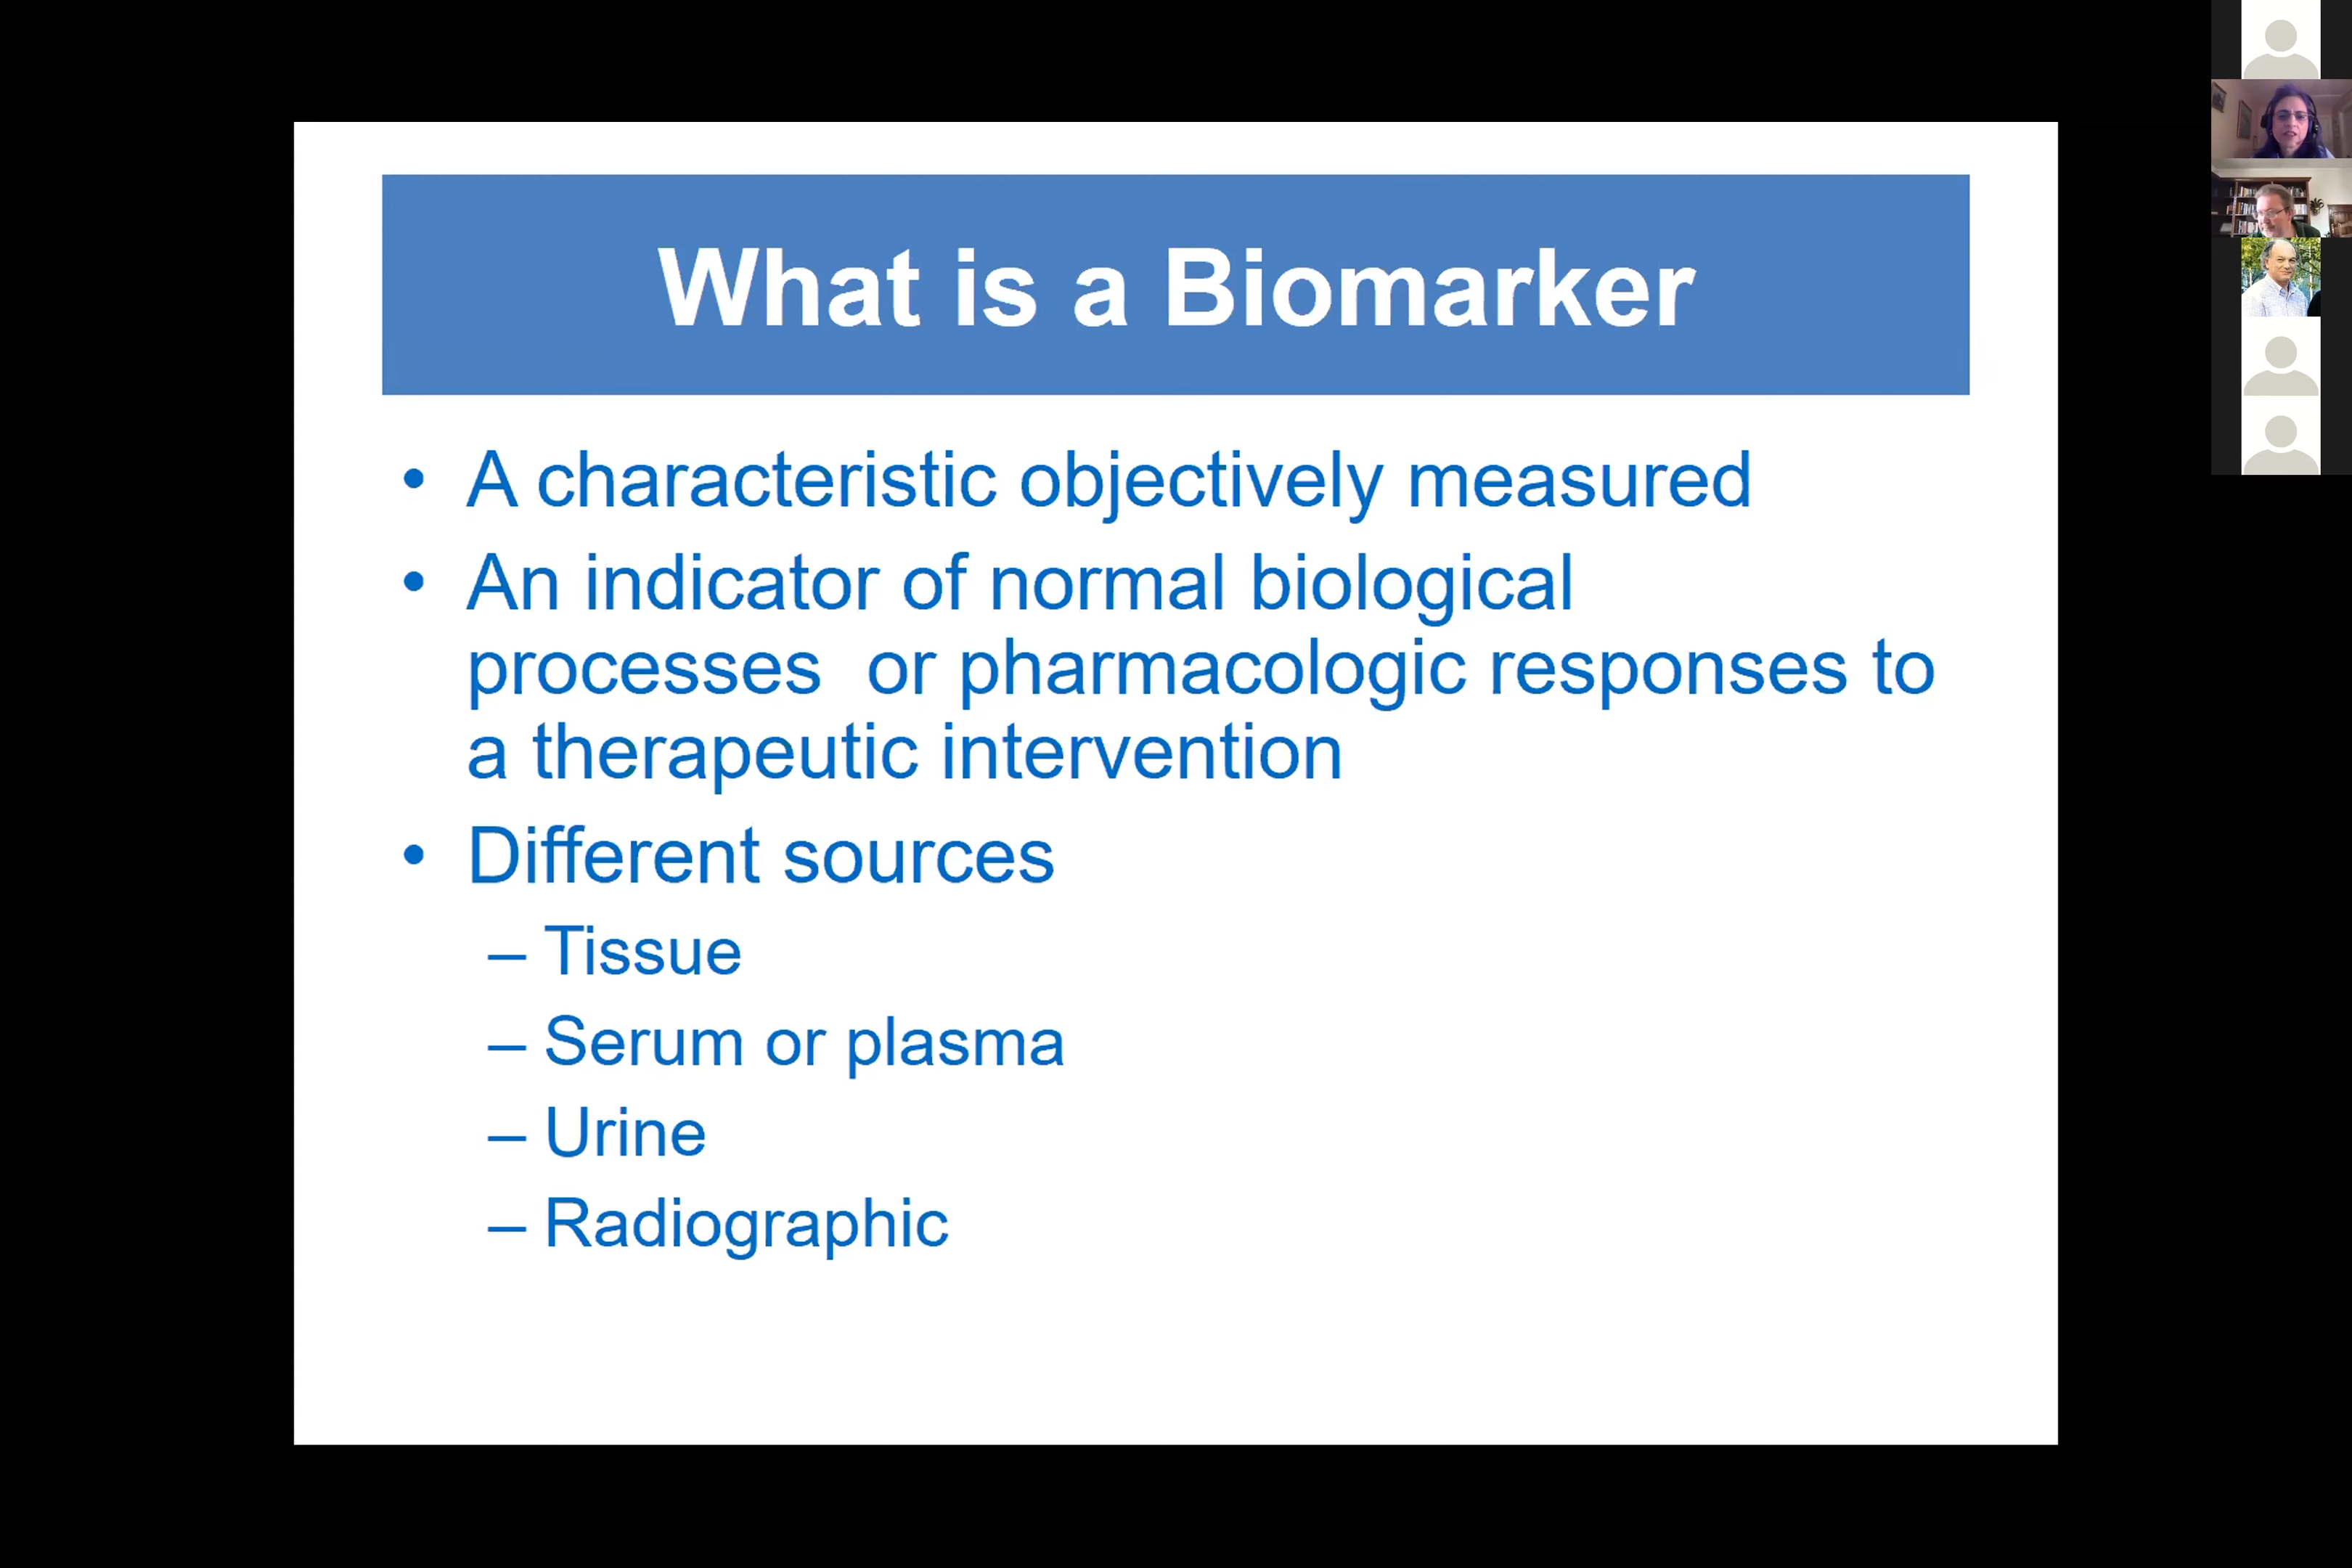 What is a Biomarker
• A characteristic objectively measured
• An indicator of normal biological
processes or pharmacologic responses to
a therapeutic intervention
• Different sources
– Tissue
– Serum or plasma
– Urine
– Radiographic